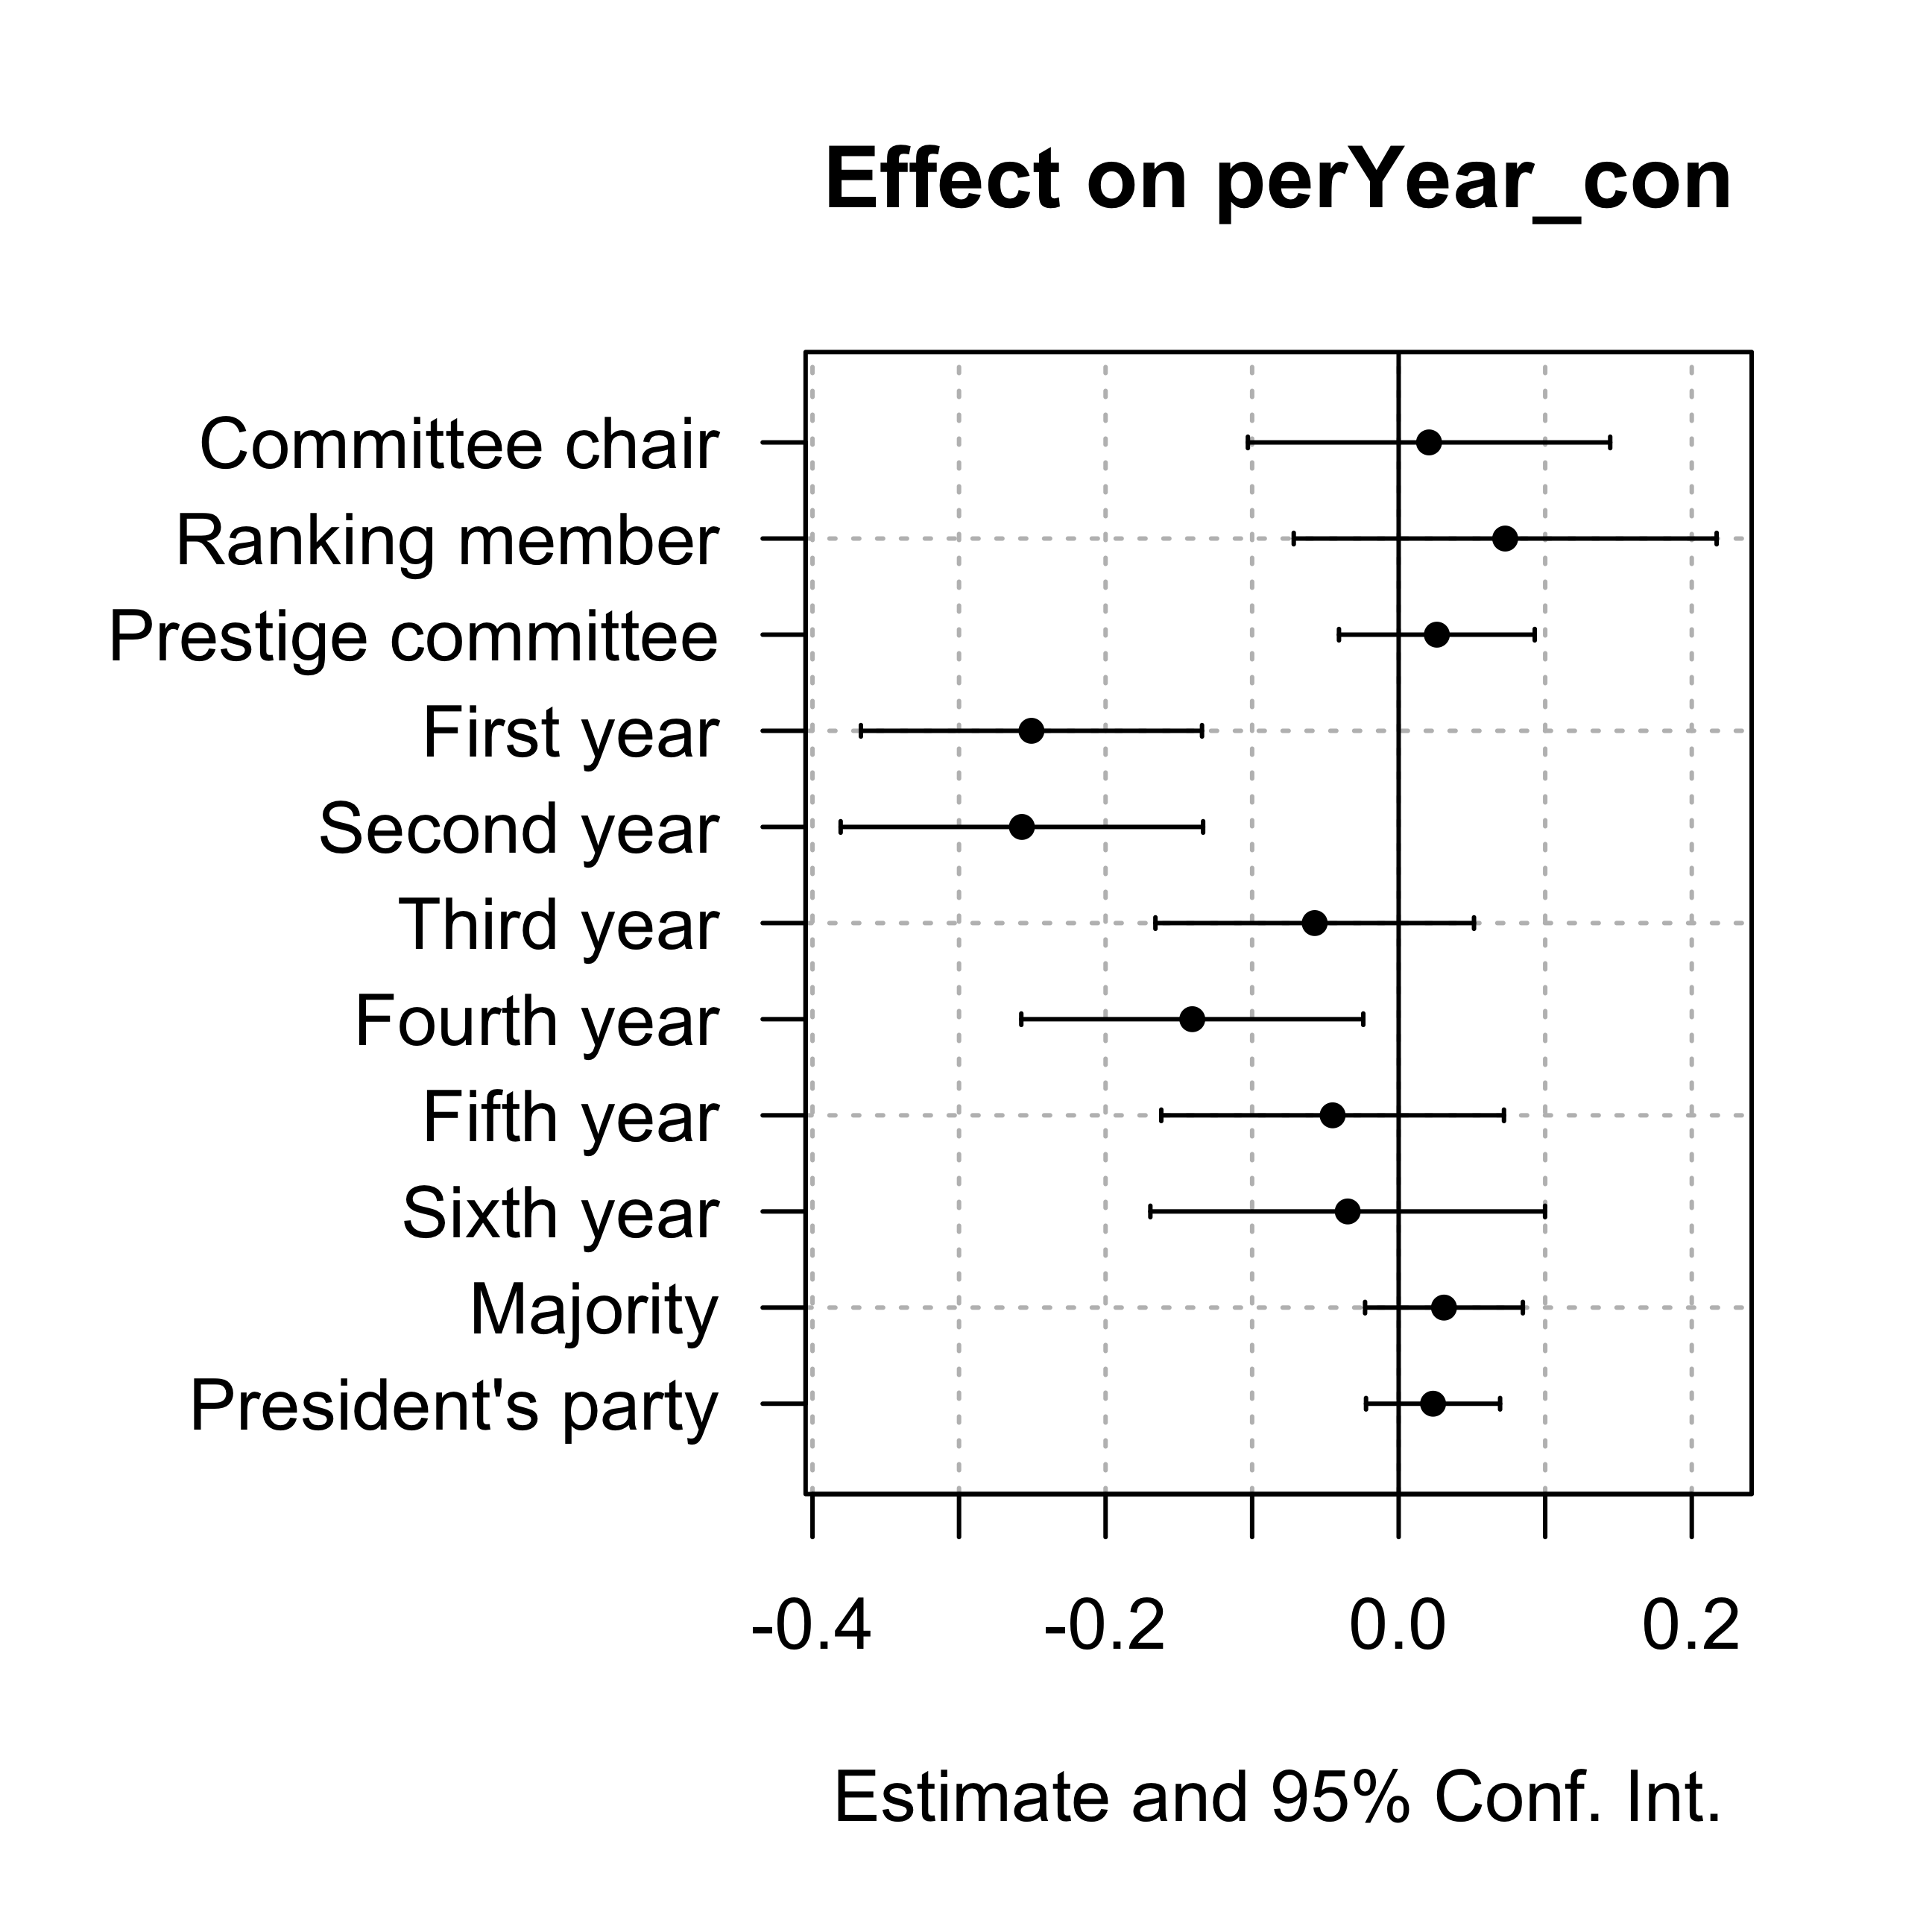 Effect on perYear_con
Committee chair
Ranking member
Prestige committee
First year
Second year
Third year
Fourth year
Fifth year
Sixth year
Majority
President's party
-0.4 -0.2 0.0 0.2
Estimate and 95% Conf. Int.